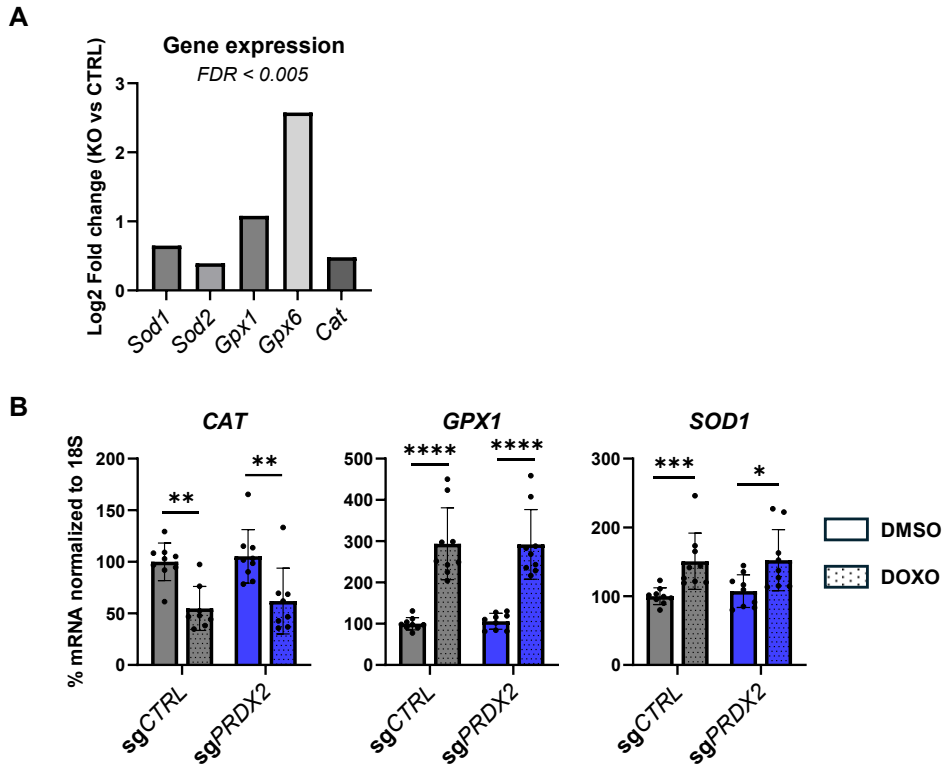 A
Gene expression
FDR < 0.005
Log2 Fold change (KO vs CTRL)
3
2
1
0
Sod1
Sod2
Gpx1
Gpx6
Cat
B
% mRNA normalized to 18S
CAT
200
150
100
50
0
**
**
sgCTRL
sgPRDX2
GPX1
500
400
300
200
100
0
****
****
sgCTRL
sgPRDX2
SOD1
300
200
100
0
***
*
sgCTRL
sgPRDX2
DMSO
DOXO